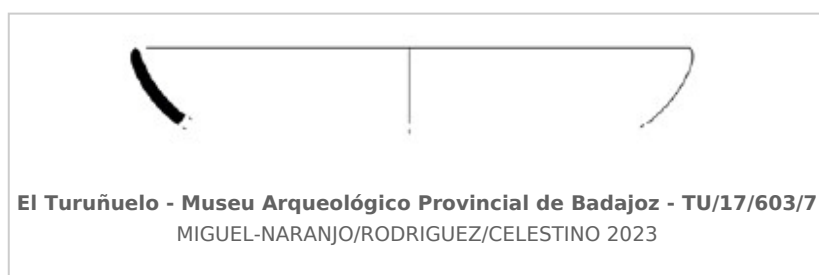 El Turuñuelo - Museu Arqueológico Provincial de Badajoz - TU/17/603/7
MIGUEL-NARANJO/RODRIGUEZ/CELESTINO 2023